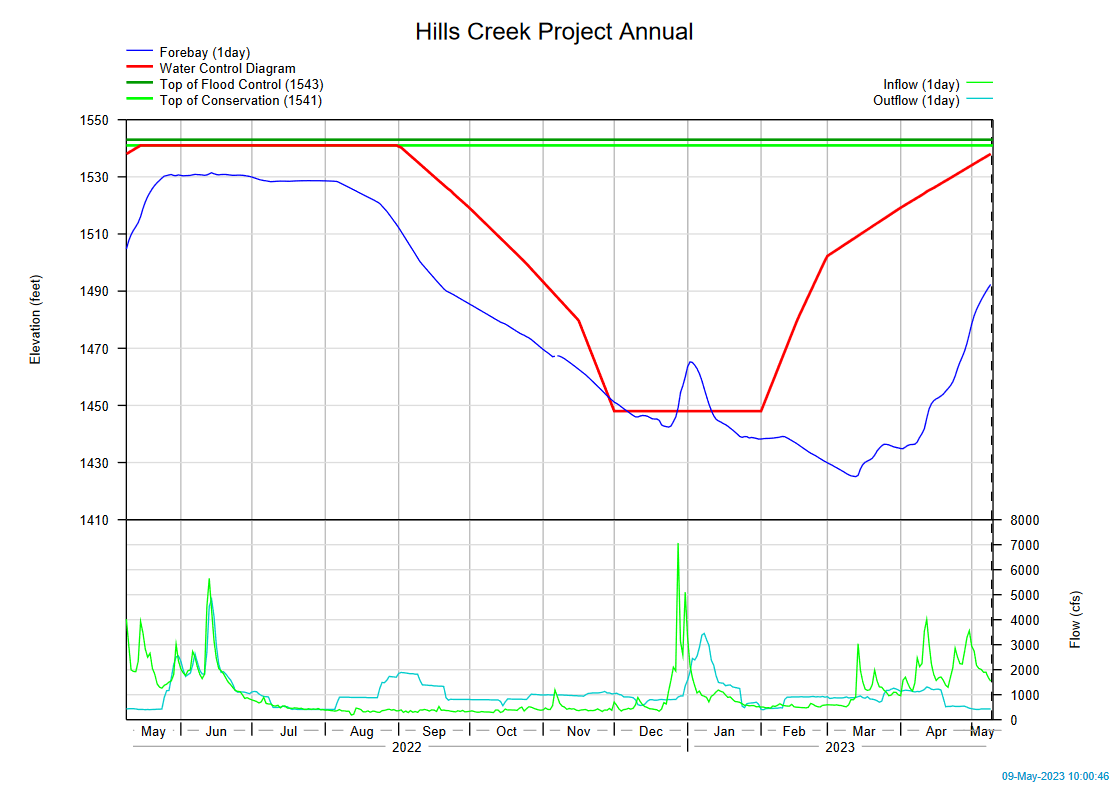 Hills Creek Project Annual
Forebay (1day)
Water Control Diagram
Top of Flood Control (1543)
Top of Conservation (1541)
Inflow (1day)
Outflow (1day)
1550
1530
1510
1490
1470
1450
1430
1410
Elevation (feet)
8000
7000
6000
5000
4000
3000
2000
1000
0
Flow (cfs)
May Jun Jul Aug Sep Oct Nov Dec Jan Feb Mar Apr May
2022 2023
09-May-2023 10:00:46